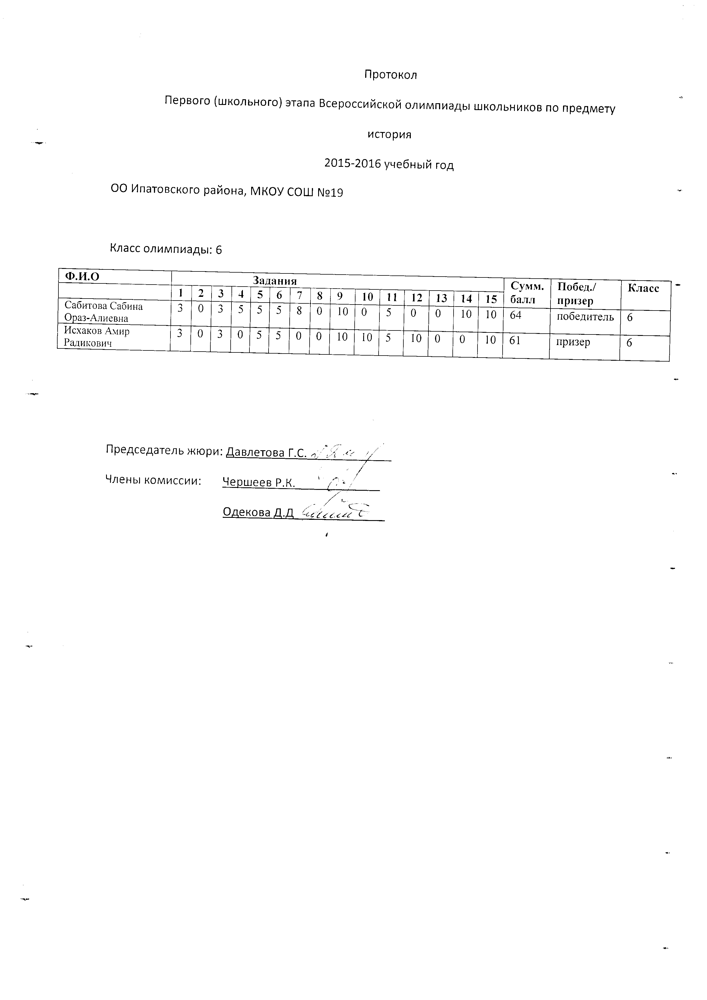 Протокол
Первого (школьного) этапа Всероссийской олимпиады школьников по предмету
история
2015-2016 учебный год
ОО Ипатовского района, МКОУ СОШ №19
Класс олимпиады: 6
Ф.И.О Задания Сумм. балл Побед./ призер Класс
1 2 3 4 5 6 7 8 9 10 11 12 13 14 15
Сабитова Сабина 3 0 3 5 5 5 8 0 10 0 5 0 0 10 10 64 победитель 6
Ораз-Алиевна
Исхаков Амир 3 0 3 0 5 5 0 0 10 10 5 10 0 0 10 61 призер 6
Радикович
Председатель жюри: Давлетова Г.С.
Члены комиссии: Чершеев Р.К.
Одекова Д.Д